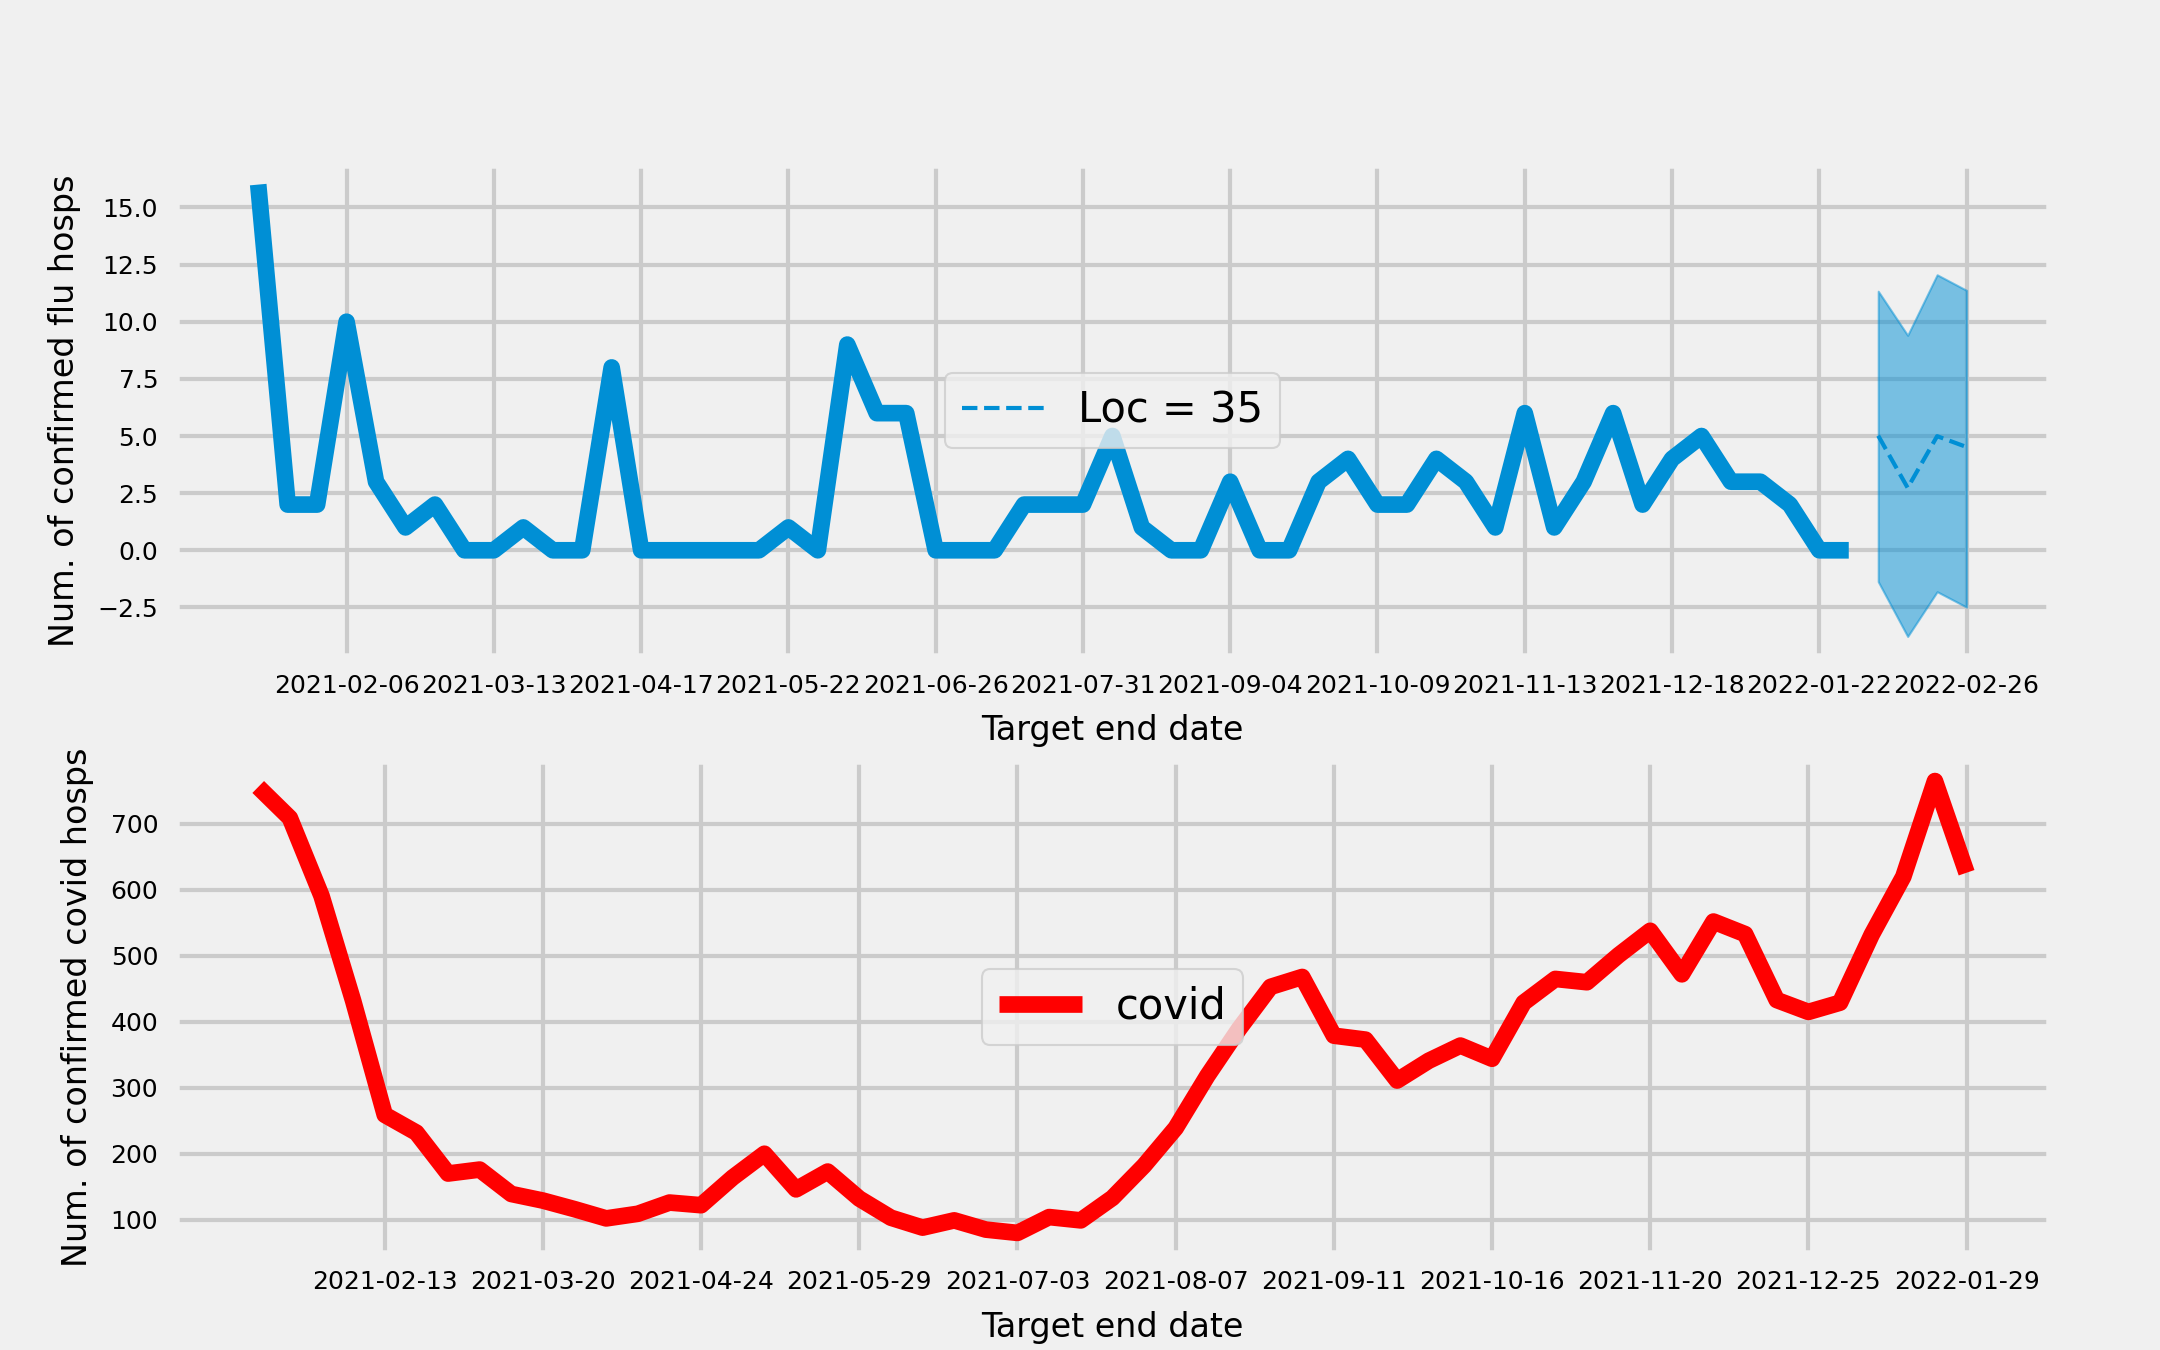 Num. of confirmed flu hosps
15.0
12.5
10.0
7.5
5.0
2.5
0.0
−2.5
Loc = 35
2021-02-06 2021-03-13 2021-04-17 2021-05-22 2021-06-26 2021-07-31 2021-09-04 2021-10-09 2021-11-13 2021-12-18 2022-01-22 2022-02-26
Target end date
Num. of confirmed covid hosps
700
600
500
400
300
200
100
covid
2021-02-13 2021-03-20 2021-04-24 2021-05-29 2021-07-03 2021-08-07 2021-09-11 2021-10-16 2021-11-20 2021-12-25 2022-01-29
Target end date